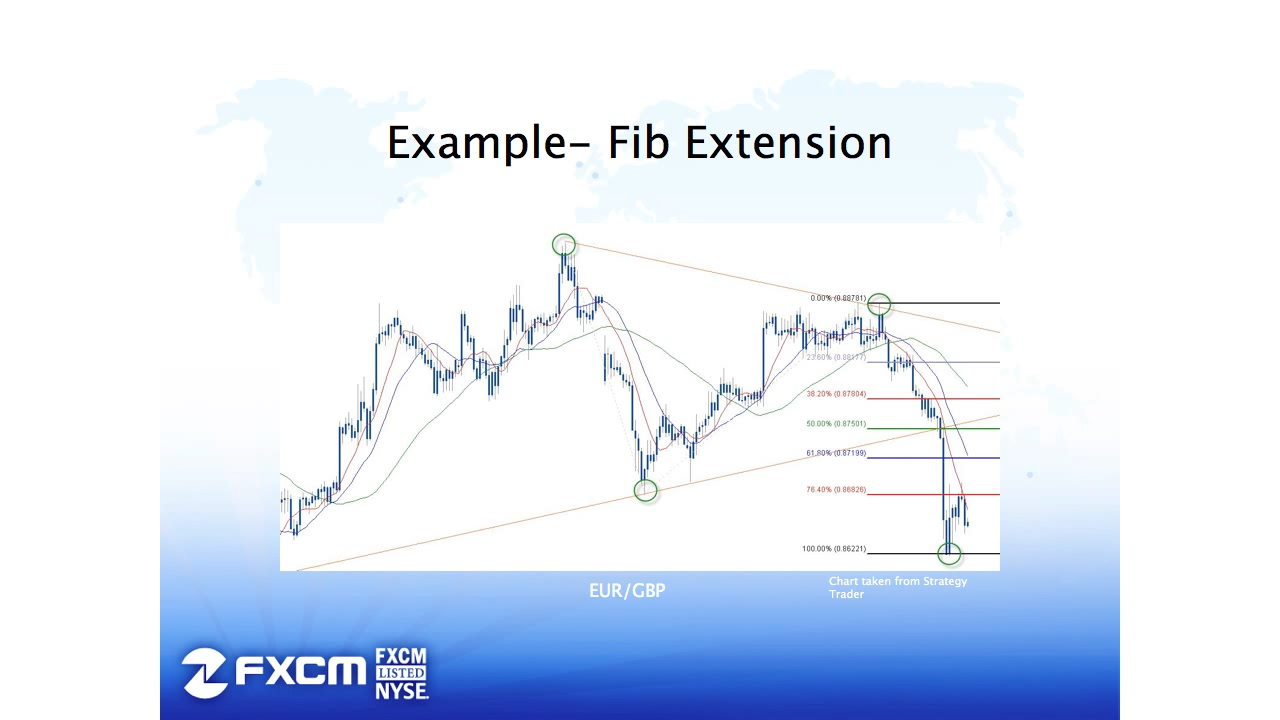 Example- Fib Extension
0.00% (0.88781)
23.60% (0.88177)
38.20% (0.87804)
50.00% (0.87501)
61.80% (0.87199)
76.40% (0.86826)
100.00% (0.86221)
EUR/GBP
Chart taken from Strategy
Trader
FXCM
FXCM
LISTED
NYSE.